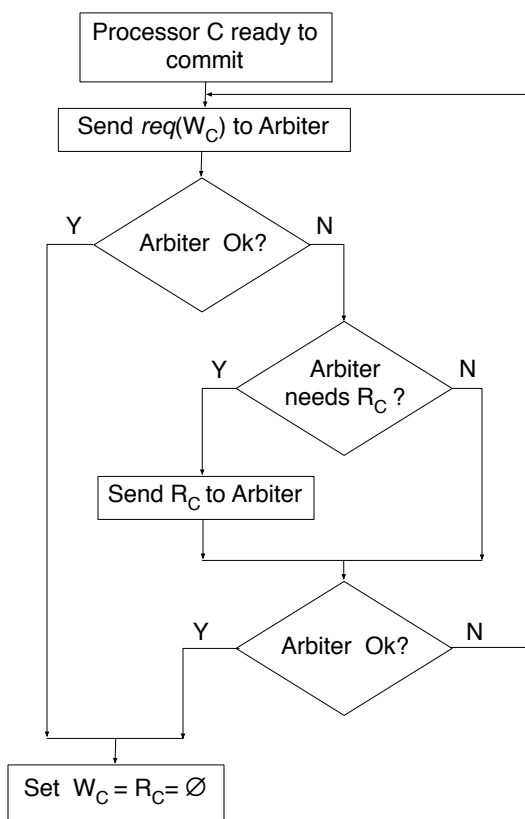 Processor C ready to
commit
Send req(W_C) to Arbiter
Y
N
Arbiter Ok?
Y
N
Arbiter
needs R_C ?
Send R_C to Arbiter
Y
N
Arbiter Ok?
Set W_C = R_C = ∅